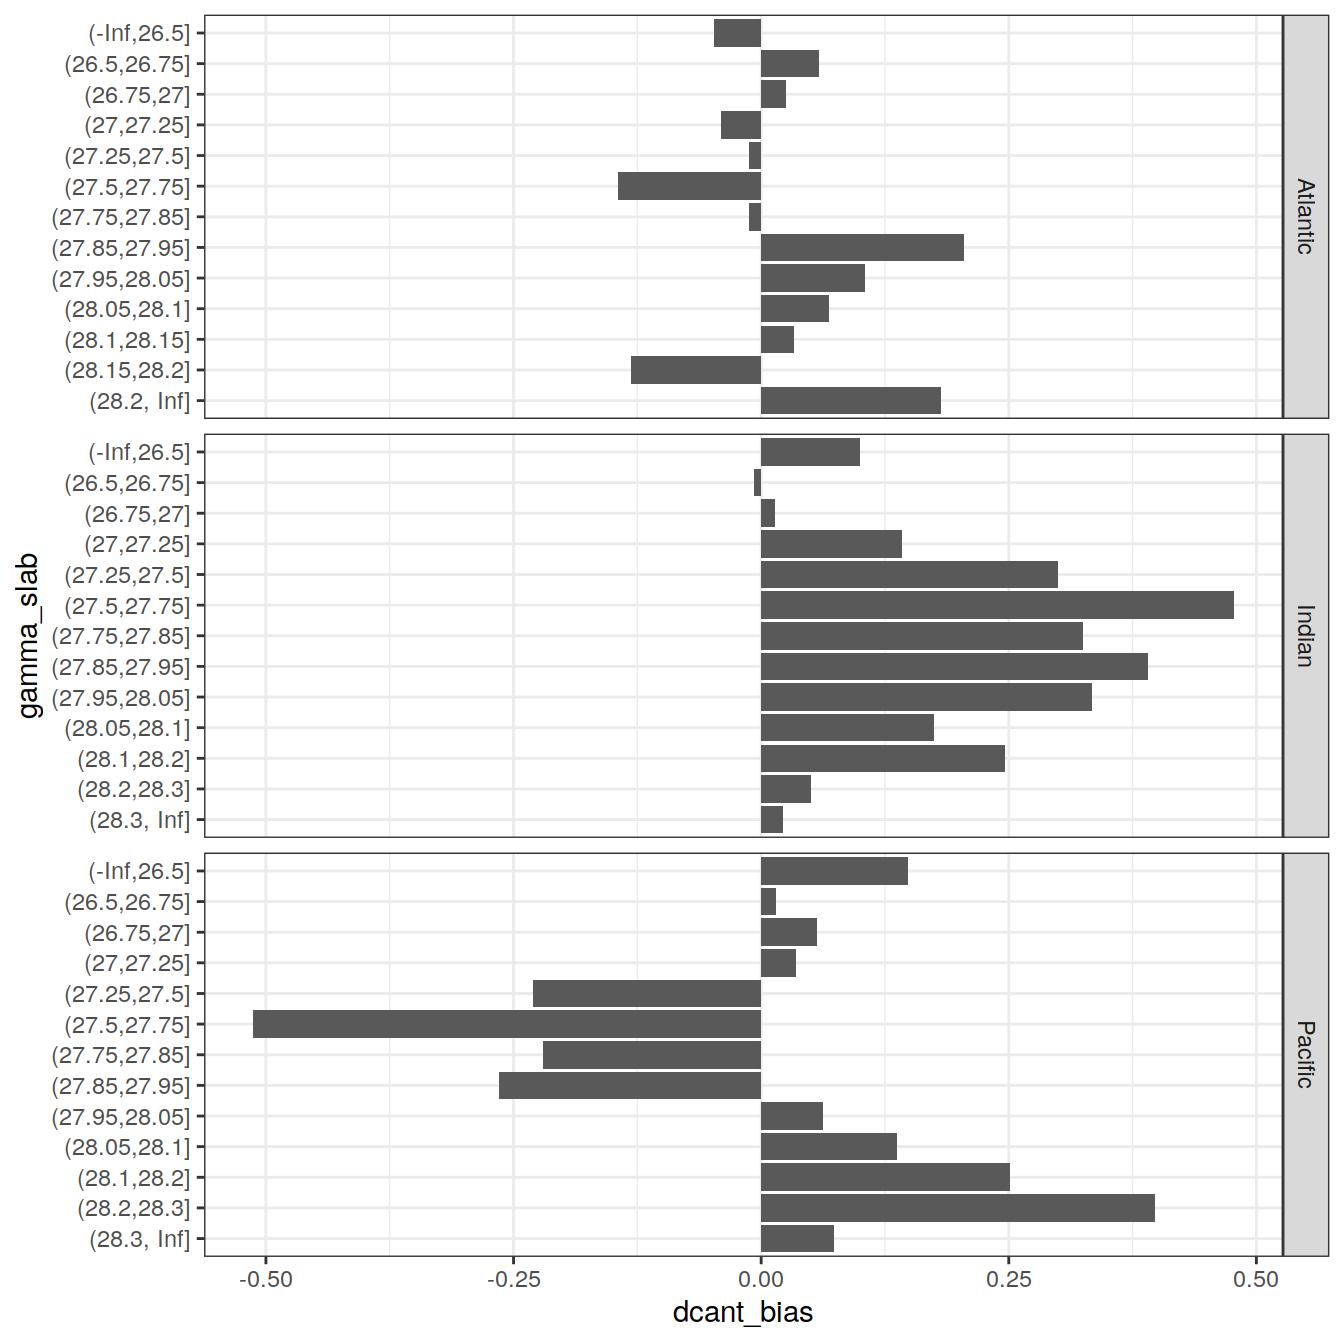 (-Inf,26.5]
(26.5,26.75]
(26.75,27]
(27,27.25]
(27.25,27.5]
(27.5,27.75]
(27.75,27.85]
(27.85,27.95]
(27.95,28.05]
(28.05,28.1]
(28.1,28.15]
(28.15,28.2]
(28.2, Inf]
Atlantic
(-Inf,26.5]
(26.5,26.75]
(26.75,27]
(27,27.25]
(27.25,27.5]
(27.5,27.75]
(27.75,27.85]
(27.85,27.95]
(27.95,28.05]
(28.05,28.1]
(28.1,28.2]
(28.2,28.3]
(28.3, Inf]
Indian
gamma_slab
(-Inf,26.5]
(26.5,26.75]
(26.75,27]
(27,27.25]
(27.25,27.5]
(27.5,27.75]
(27.75,27.85]
(27.85,27.95]
(27.95,28.05]
(28.05,28.1]
(28.1,28.2]
(28.2,28.3]
(28.3, Inf]
Pacific
-0.50 -0.25 0.00 0.25 0.50
dcant_bias